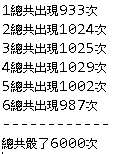 1總共出現933次
2總共出現1024次
3總共出現1025次
4總共出現1029次
5總共出現1002次
6總共出現987次
------------
總共骰了6000次